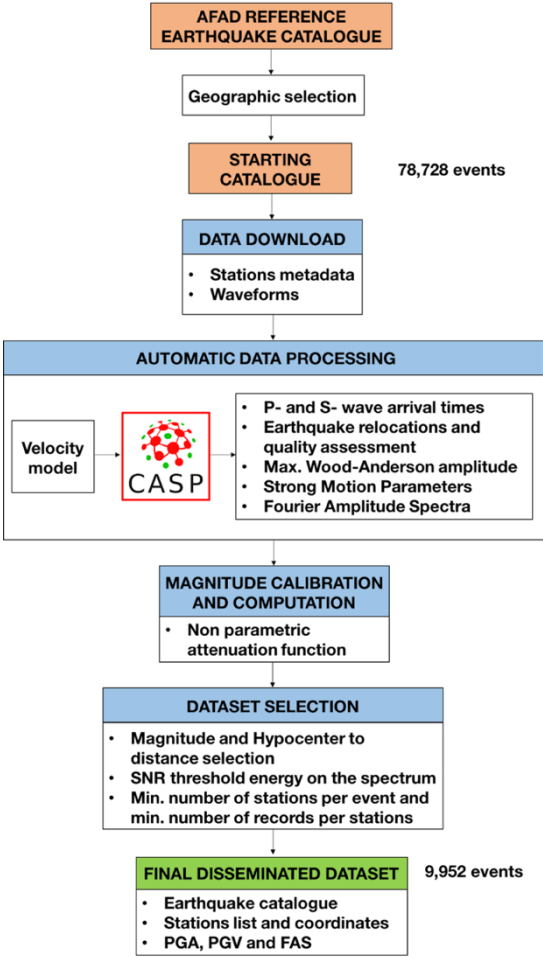 AFAD REFERENCE
EARTHQUAKE CATALOGUE
Geographic selection
STARTING
CATALOGUE
78,728 events
DATA DOWNLOAD
• Stations metadata
• Waveforms
AUTOMATIC DATA PROCESSING
Velocity
model
CASP
• P- and S- wave arrival times
• Earthquake relocations and
quality assessment
• Max. Wood-Anderson amplitude
• Strong Motion Parameters
• Fourier Amplitude Spectra
MAGNITUDE CALIBRATION
AND COMPUTATION
• Non parametric
attenuation function
DATASET SELECTION
• Magnitude and Hypocenter to
distance selection
• SNR threshold energy on the spectrum
• Min. number of stations per event and
min. number of records per stations
FINAL DISSEMINATED DATASET
9,952 events
• Earthquake catalogue
• Stations list and coordinates
• PGA, PGV and FAS